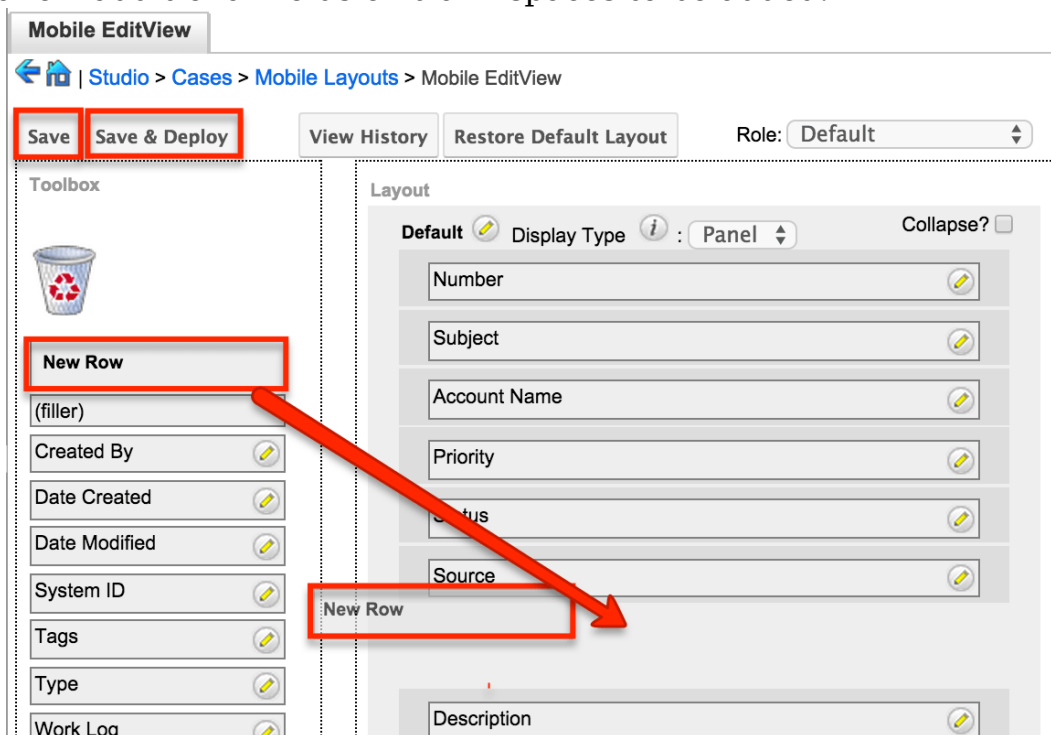 Mobile EditView
| Studio > Cases > Mobile Layouts > Mobile EditView
Save Save & Deploy View History Restore Default Layout Role: Default
Toolbox
New Row
(filler)
Created By
Date Created
Date Modified
System ID
Tags
Type
Work Log
Layout
Default Display Type i : Panel Collapse?
Number
Subject
Account Name
Priority
Status
Source
New Row
Description